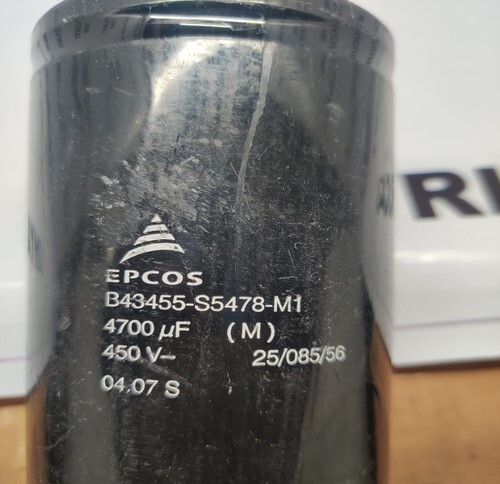 EPCOS
B43455-S5478-M1
4700 µF (M)
450 V- 25/085/56
04.07 S